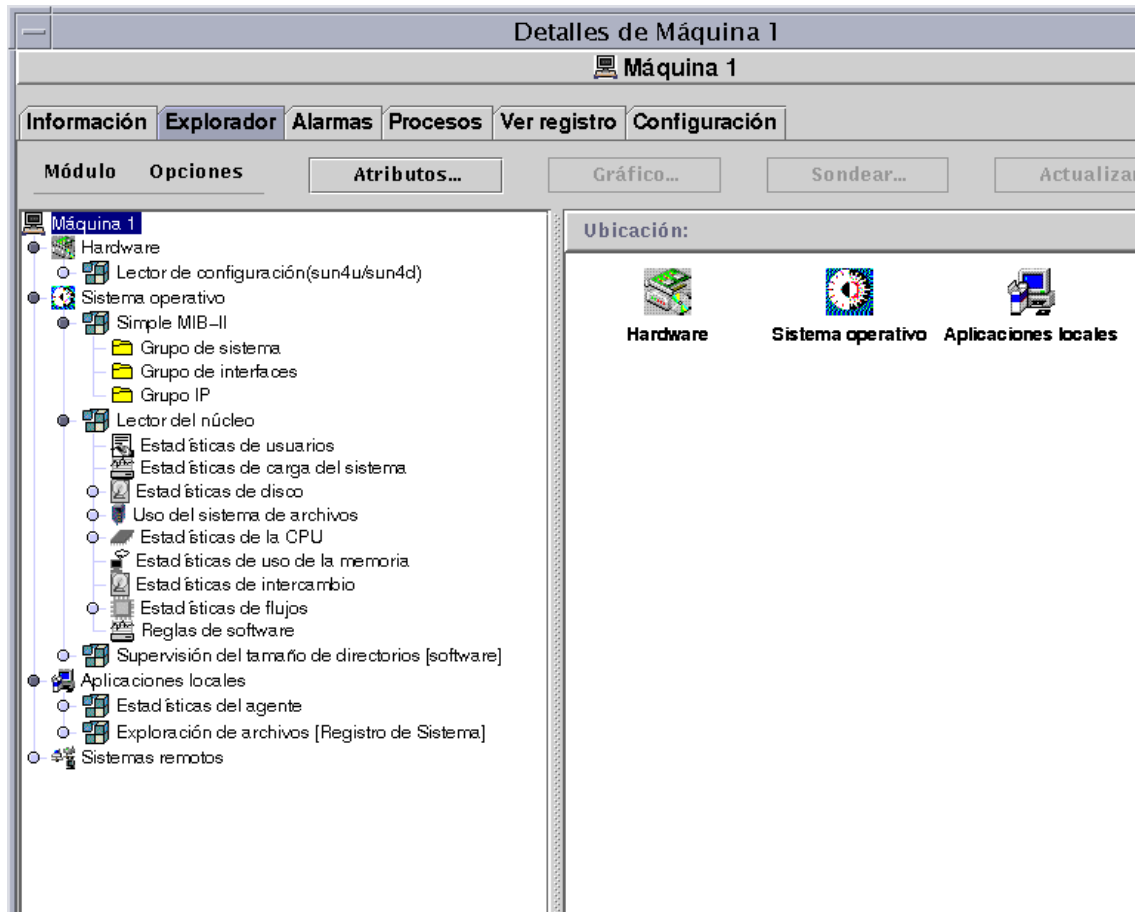 Detalles de Máquina 1
Máquina 1
Información Explorador Alarmas Procesos Ver registro Configuración
Módulo Opciones Atributos... Gráfico... Sondear... Actualizar
Máquina 1
Hardware
Lector de configuración(sun4u/sun4d)
Sistema operativo
Simple MIB-II
Grupo de sistema
Grupo de interfaces
Grupo IP
Lector del núcleo
Estadísticas de usuarios
Estadísticas de carga del sistema
Estadísticas de disco
Uso del sistema de archivos
Estadísticas de la CPU
Estadísticas de uso de la memoria
Estadísticas de intercambio
Estadísticas de flujos
Reglas de software
Supervisión del tamaño de directorios [software]
Aplicaciones locales
Estadísticas del agente
Exploración de archivos [Registro de Sistema]
Sistemas remotos
Ubicación:
Hardware Sistema operativo Aplicaciones locales